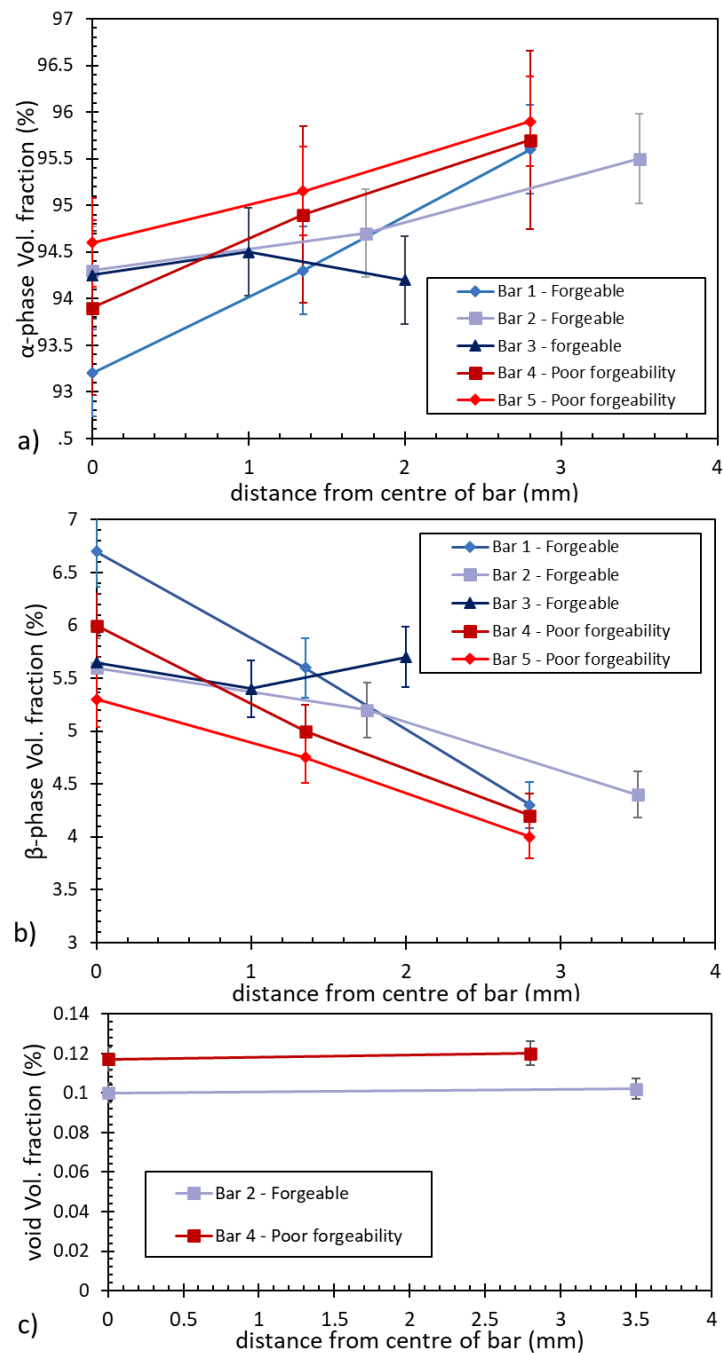 97
96.5
96
95.5
95
94.5
94
93.5
93
.5
α-phase Vol. fraction (%)
Bar 1 - Forgeable
Bar 2 - Forgeable
Bar 3 - forgeable
Bar 4 - Poor forgeability
Bar 5 - Poor forgeability
a)
0 1 2 3 4
distance from centre of bar (mm)
7
6.5
6
5.5
5
4.5
4
3.5
3
β-phase Vol. fraction (%)
Bar 1 - Forgeable
Bar 2 - Forgeable
Bar 3 - Forgeable
Bar 4 - Poor forgeability
Bar 5 - Poor forgeability
b)
0 1 2 3 4
distance from centre of bar (mm)
0.14
0.12
0.1
0.08
0.06
0.04
0.02
0
void Vol. fraction (%)
Bar 2 - Forgeable
Bar 4 - Poor forgeability
c)
0 0.5 1 1.5 2 2.5 3 3.5 4
distance from centre of bar (mm)